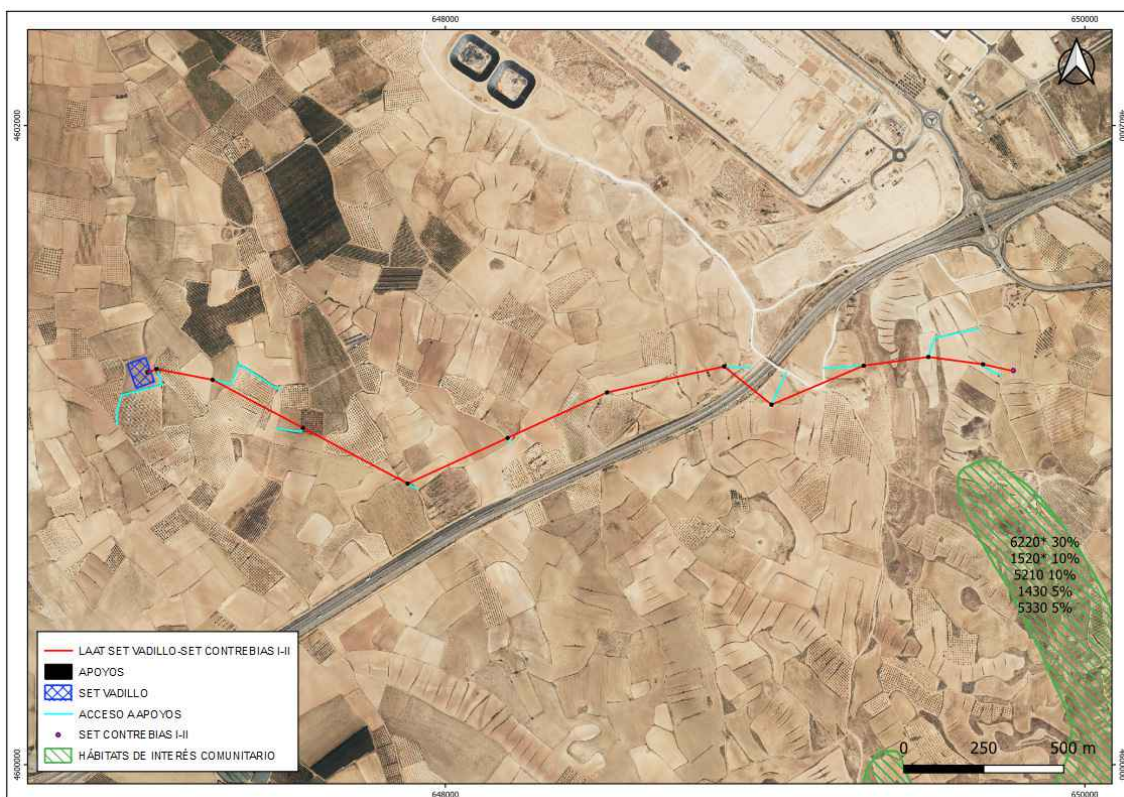 648000
650000
4602000
4602000
6220* 30%
1520* 10%
5210 10%
1430 5%
5330 5%
LAAT SET VADILLO-SET CONTREBIAS I-II
APOYOS
SET VADILLO
ACCESO A APOYOS
SET CONTREBIAS I-II
HÁBITATS DE INTERÉS COMUNITARIO
0 250 500 m
4600000
4600000
648000
650000